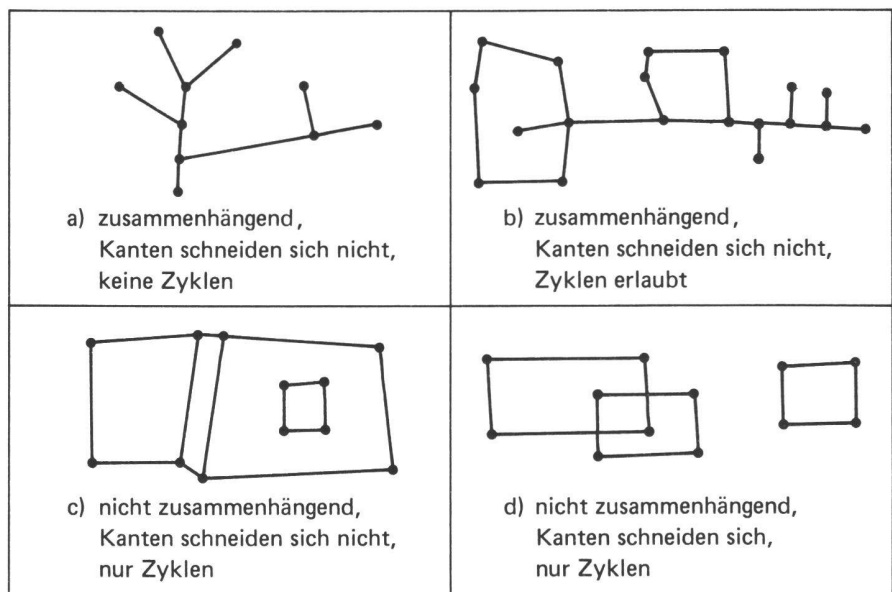 a) zusammenhängend,
Kanten schneiden sich nicht,
keine Zyklen
b) zusammenhängend,
Kanten schneiden sich nicht,
Zyklen erlaubt
c) nicht zusammenhängend,
Kanten schneiden sich nicht,
nur Zyklen
d) nicht zusammenhängend,
Kanten schneiden sich,
nur Zyklen